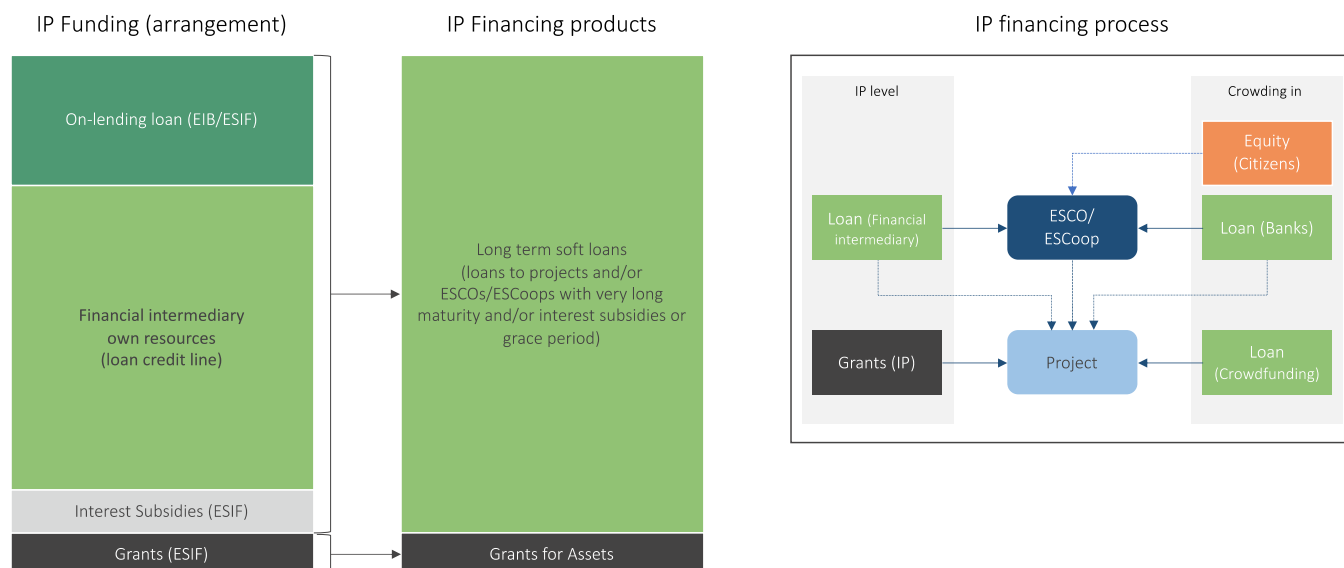 IP Funding (arrangement)
On-lending loan (EIB/ESIF)
Financial intermediary
own resources
(loan credit line)
Interest Subsidies (ESIF)
Grants (ESIF)
IP Financing products
Long term soft loans
(loans to projects and/or
ESCOs/ESCoops with very long
maturity and/or interest subsidies or
grace period)
Grants for Assets
IP financing process
IP level
Loan (Financial
intermediary)
Grants (IP)
ESCO/
ESCoop
Project
Crowding in
Equity
(Citizens)
Loan (Banks)
Loan
(Crowdfunding)